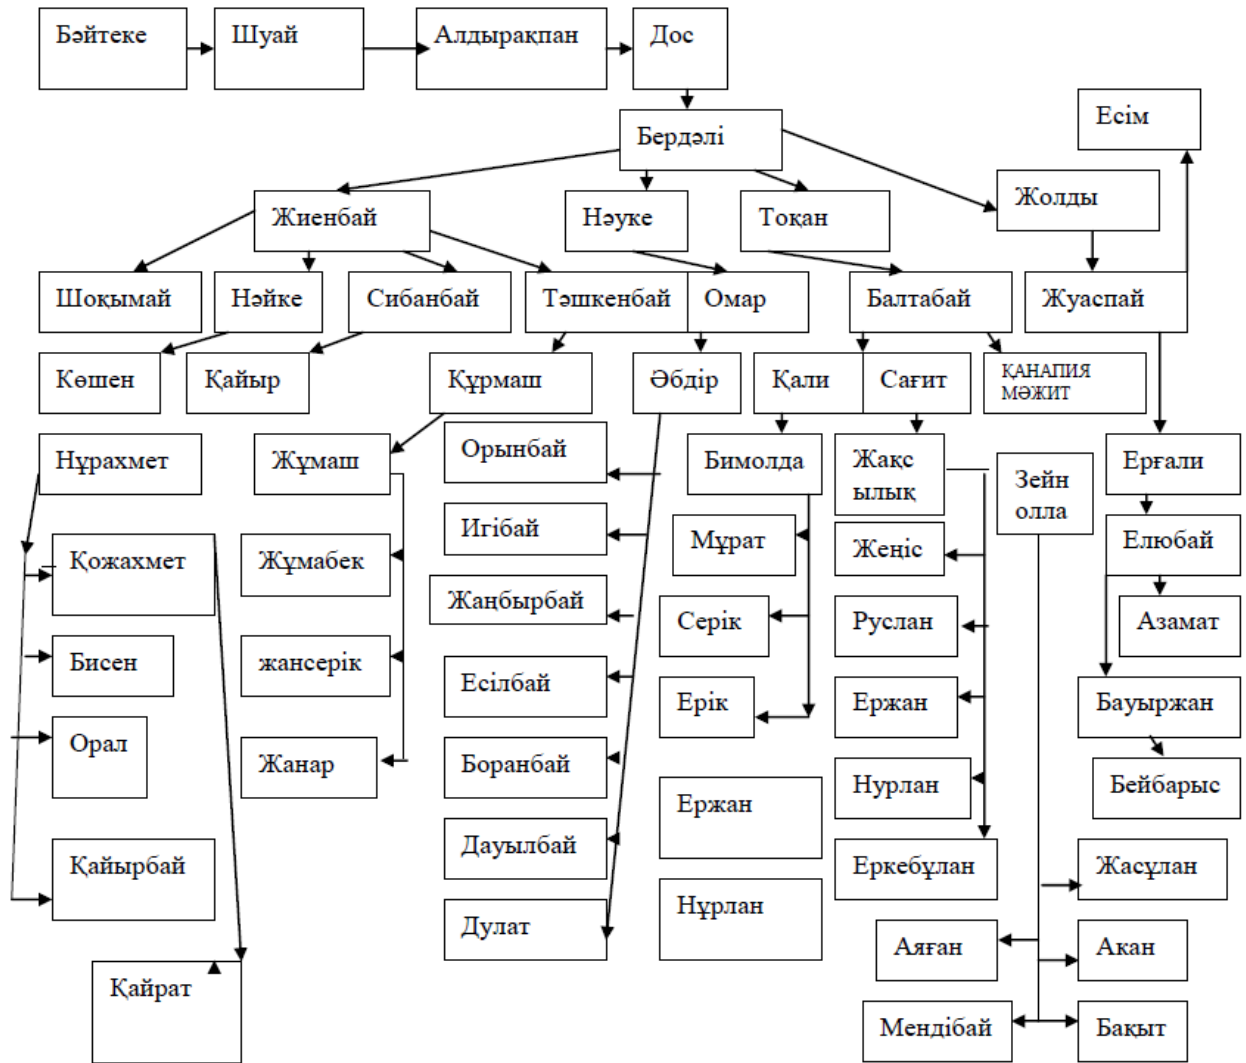 Бәйтеке
Шуай
Алдырақпан
Дос
Есім
Бердәлі
Жиенбай
Нәуке
Тоқан
Жолды
Шоқымай
Нәйке
Сибанбай
Тәшкенбай
Омар
Балтабай
Жуаспай
Көшен
Қайыр
Құрмаш
Әбдір
Қали
Сағит
ҚАНАПИЯ
МӘЖИТ
Нұрахмет
Жұмаш
Орынбай
Бимолда
Жақс
ылық
Зейн
олла
Ерғали
Қожахмет
Жұмабек
Игібай
Мұрат
Жеңіс
Елюбай
Жаңбырбай
Серік
Руслан
Азамат
Бисен
жансерік
Есілбай
Ерік
Ержан
Бауыржан
Орал
Жанар
Боранбай
Ержан
Нурлан
Бейбарыс
Қайырбай
Дауылбай
Еркебұлан
Жасұлан
Дулат
Нұрлан
Аяған
Акан
Қайрат
Мендібай
Бақыт